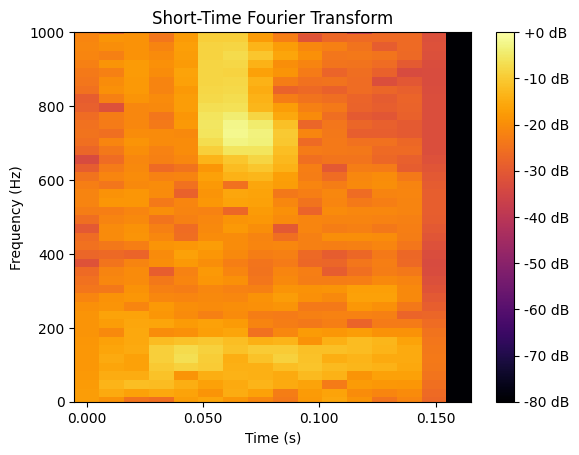 Short-Time Fourier Transform
1000
800
600
400
200
0
Frequency (Hz)
0.000
0.050
0.100
0.150
Time (s)
+0 dB
-10 dB
-20 dB
-30 dB
-40 dB
-50 dB
-60 dB
-70 dB
-80 dB